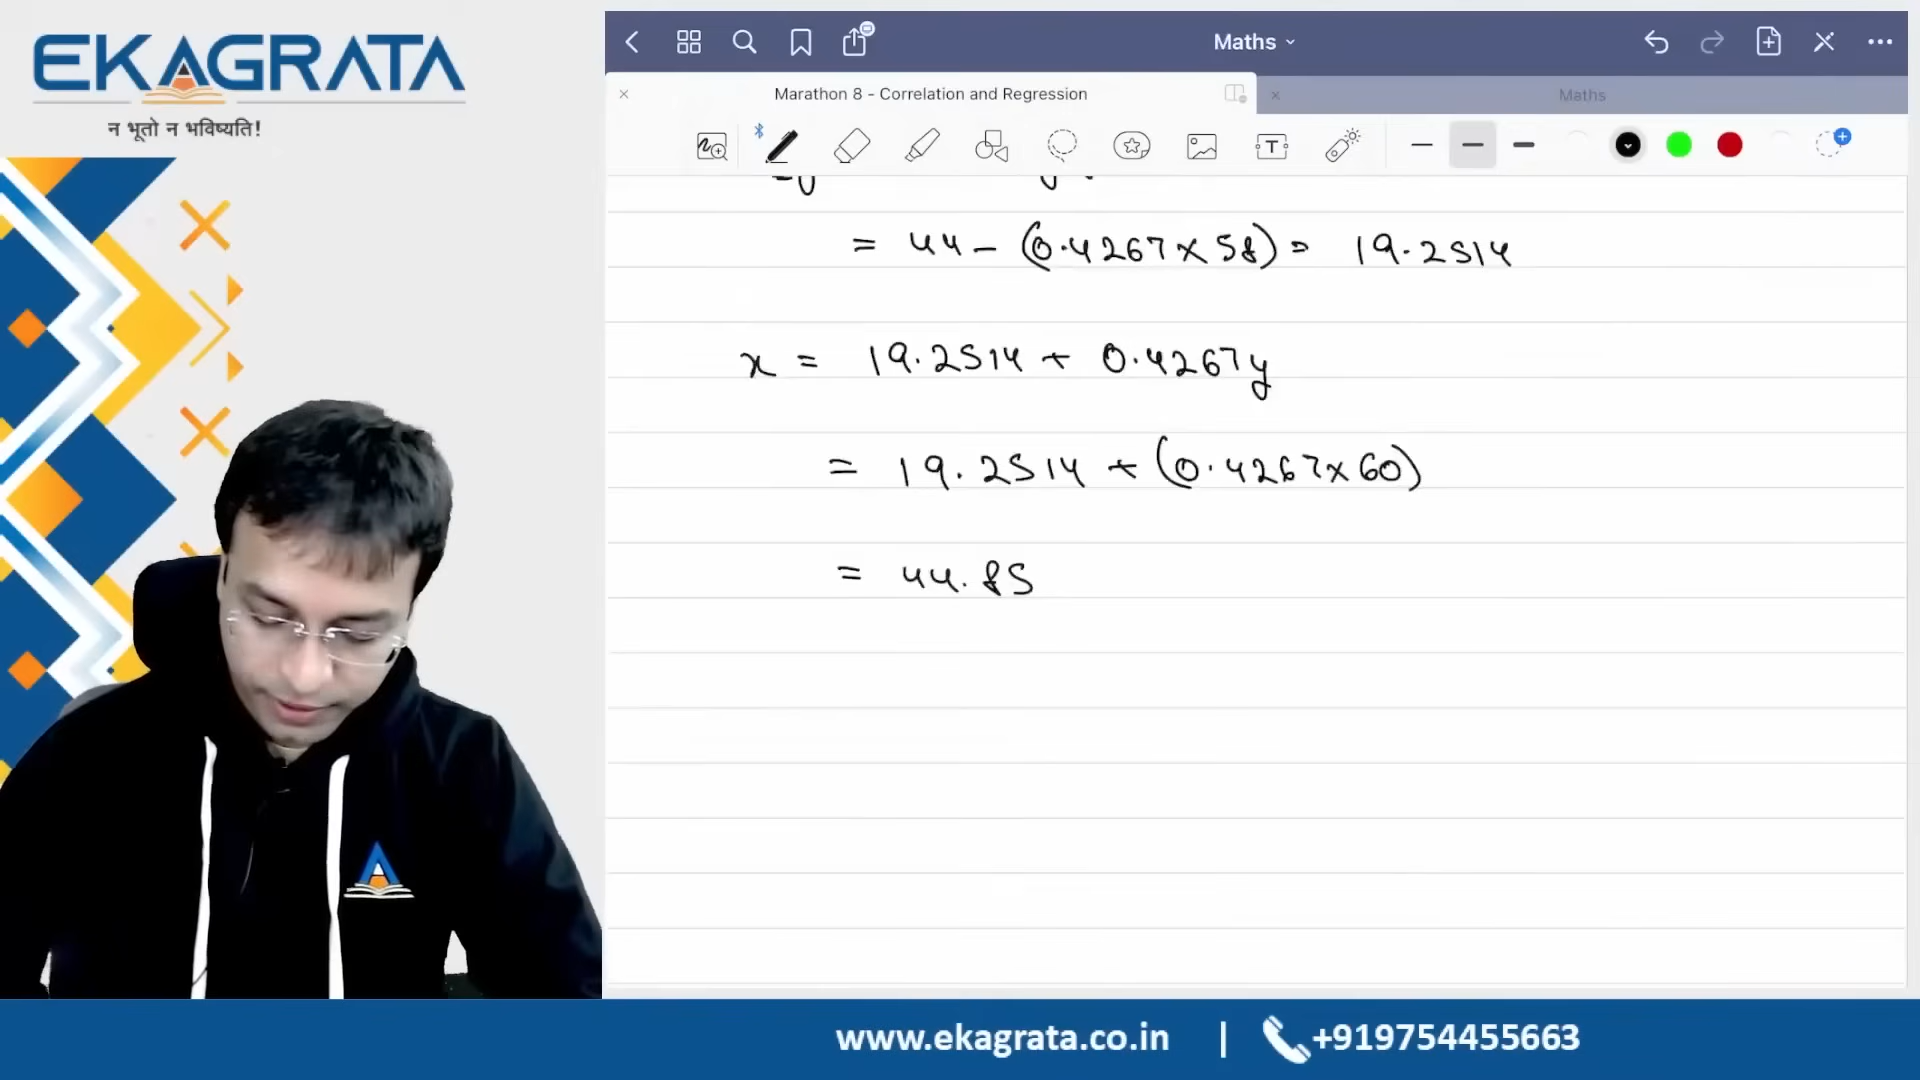 EKAGRATA
न भूतो न भविष्यति!
Maths
Marathon 8 - Correlation and Regression
Maths
T
= 44 - (0.4267 × 58) = 19.2514
x = 19.2514 + 0.4267y
= 19.2514 + (0.4267 × 60)
= 44.85
www.ekagrata.co.in | +919754455663